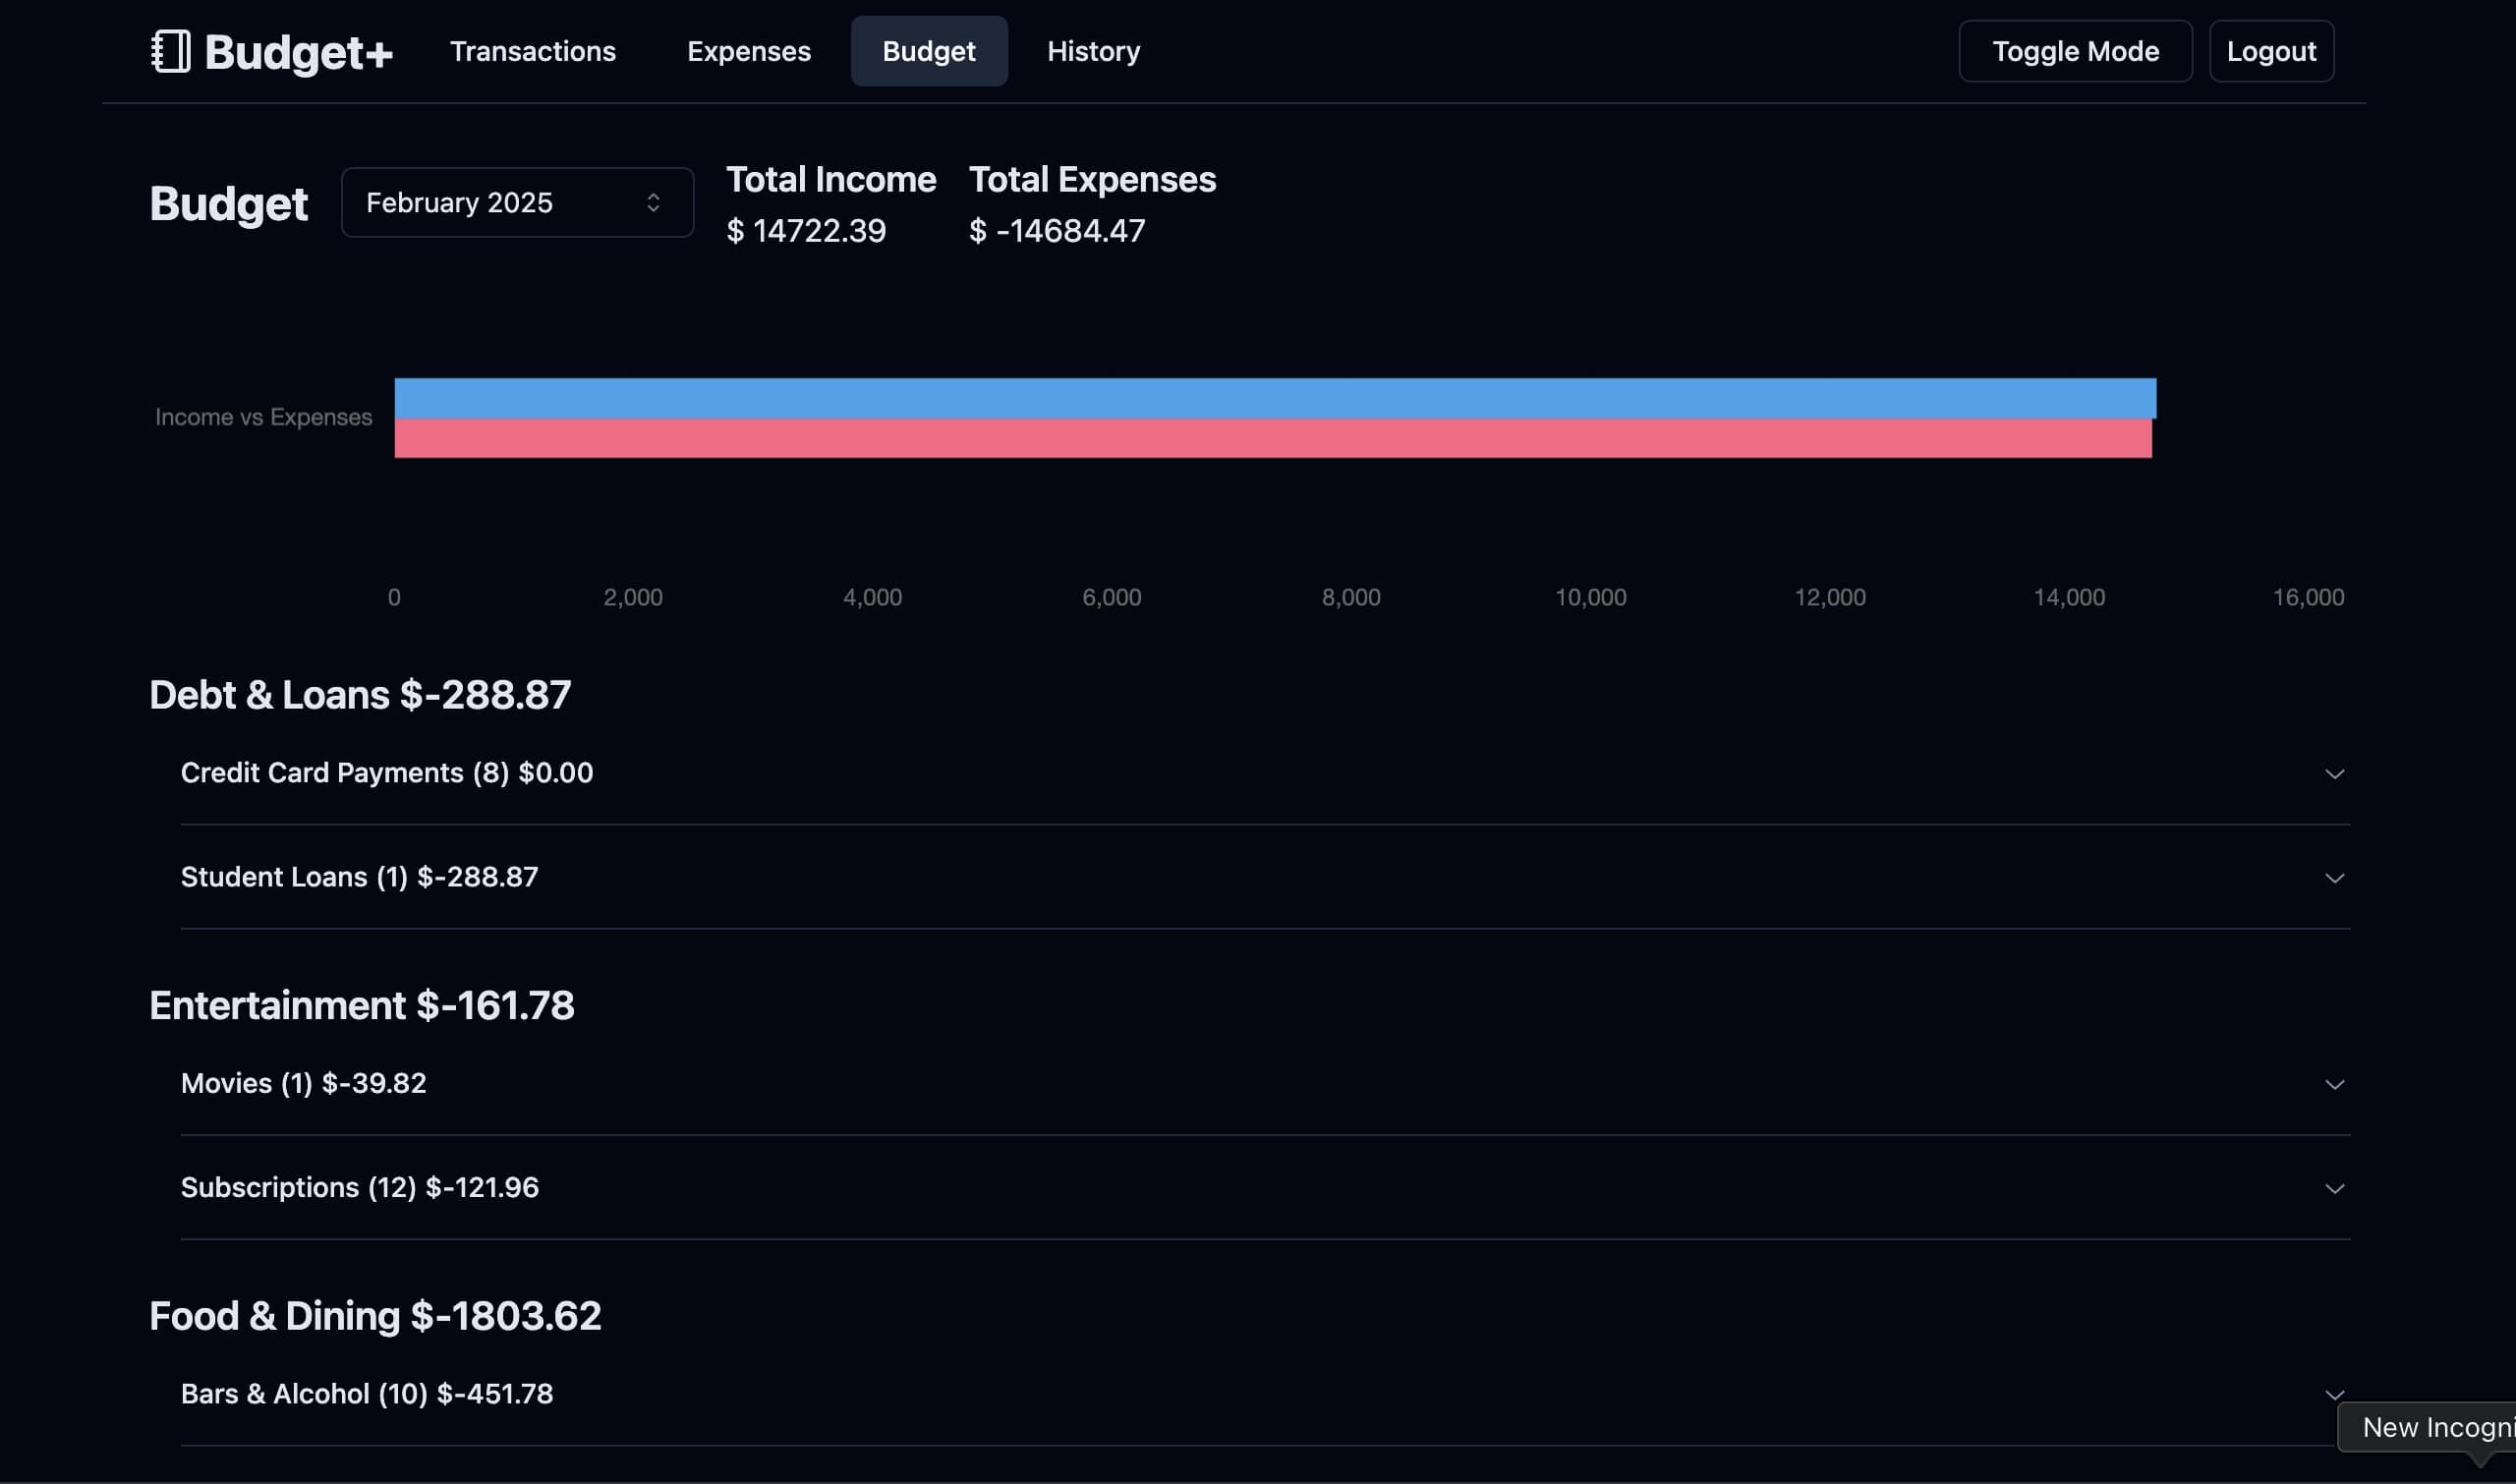 Budget+ Transactions Expenses Budget History Toggle Mode Logout
Budget February 2025
Total Income Total Expenses
$ 14722.39 $ -14684.47
Income vs Expenses
0 2,000 4,000 6,000 8,000 10,000 12,000 14,000 16,000
Debt & Loans $-288.87
Credit Card Payments (8) $0.00
Student Loans (1) $-288.87
Entertainment $-161.78
Movies (1) $-39.82
Subscriptions (12) $-121.96
Food & Dining $-1803.62
Bars & Alcohol (10) $-451.78
New